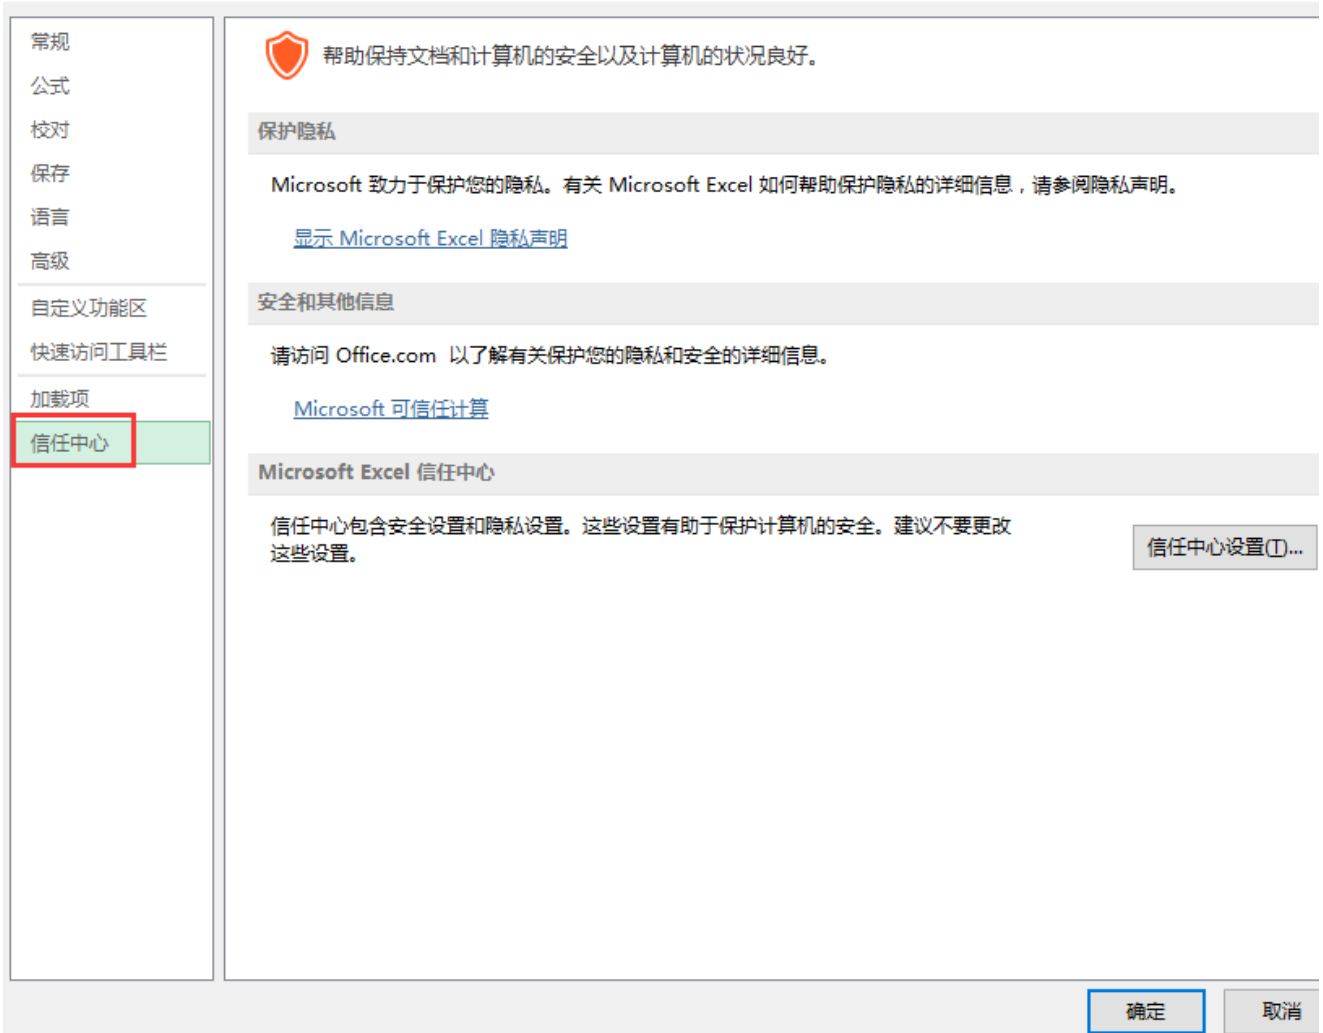 常规
公式
校对
保存
语言
高级
自定义功能区
快速访问工具栏
加载项
信任中心
帮助保持文档和计算机的安全以及计算机的状况良好。
保护隐私
Microsoft 致力于保护您的隐私。有关 Microsoft Excel 如何帮助保护隐私的详细信息，请参阅隐私声明。
显示 Microsoft Excel 隐私声明
安全和其他信息
请访问 Office.com 以了解有关保护您的隐私和安全的详细信息。
Microsoft 可信任计算
Microsoft Excel 信任中心
信任中心包含安全设置和隐私设置。这些设置有助于保护计算机的安全。建议不要更改
这些设置。
信任中心设置(T)...
确定
取消